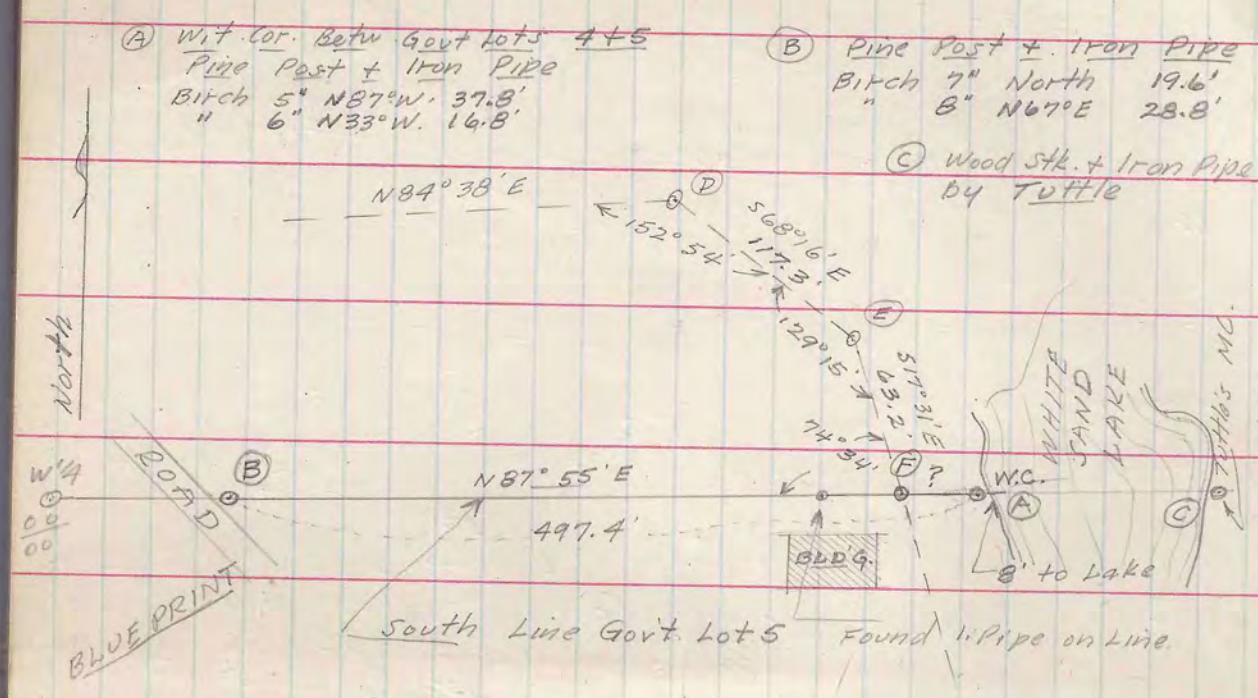 (A) Wit. Cor. Betw Govt Lots 4+5
Pine Post + Iron Pipe
Birch 5" N87°W. 37.8'
" 6" N33°W. 16.8'
(B) Pine Post + Iron Pipe
Birch 7" North 19.6'
" 8" N67°E 28.8'
(C) Wood Stk. + Iron Pipe
by Tuttle
North
N84°38'E
(D)
152°54'
S68°16'E
117.3'
(E)
129°15'
S17°31'E
63.2'
74°34'
(F)
?
WHITE
SAND
LAKE
Tuttle's MC.
W'4
00
00
ROAD
(B)
N87°55'E
497.4'
W.C.
(A)
(C)
BLD'G.
8' to Lake
BLUE PRINT
South Line Gov't. Lot 5
Found I. Pipe on Line.